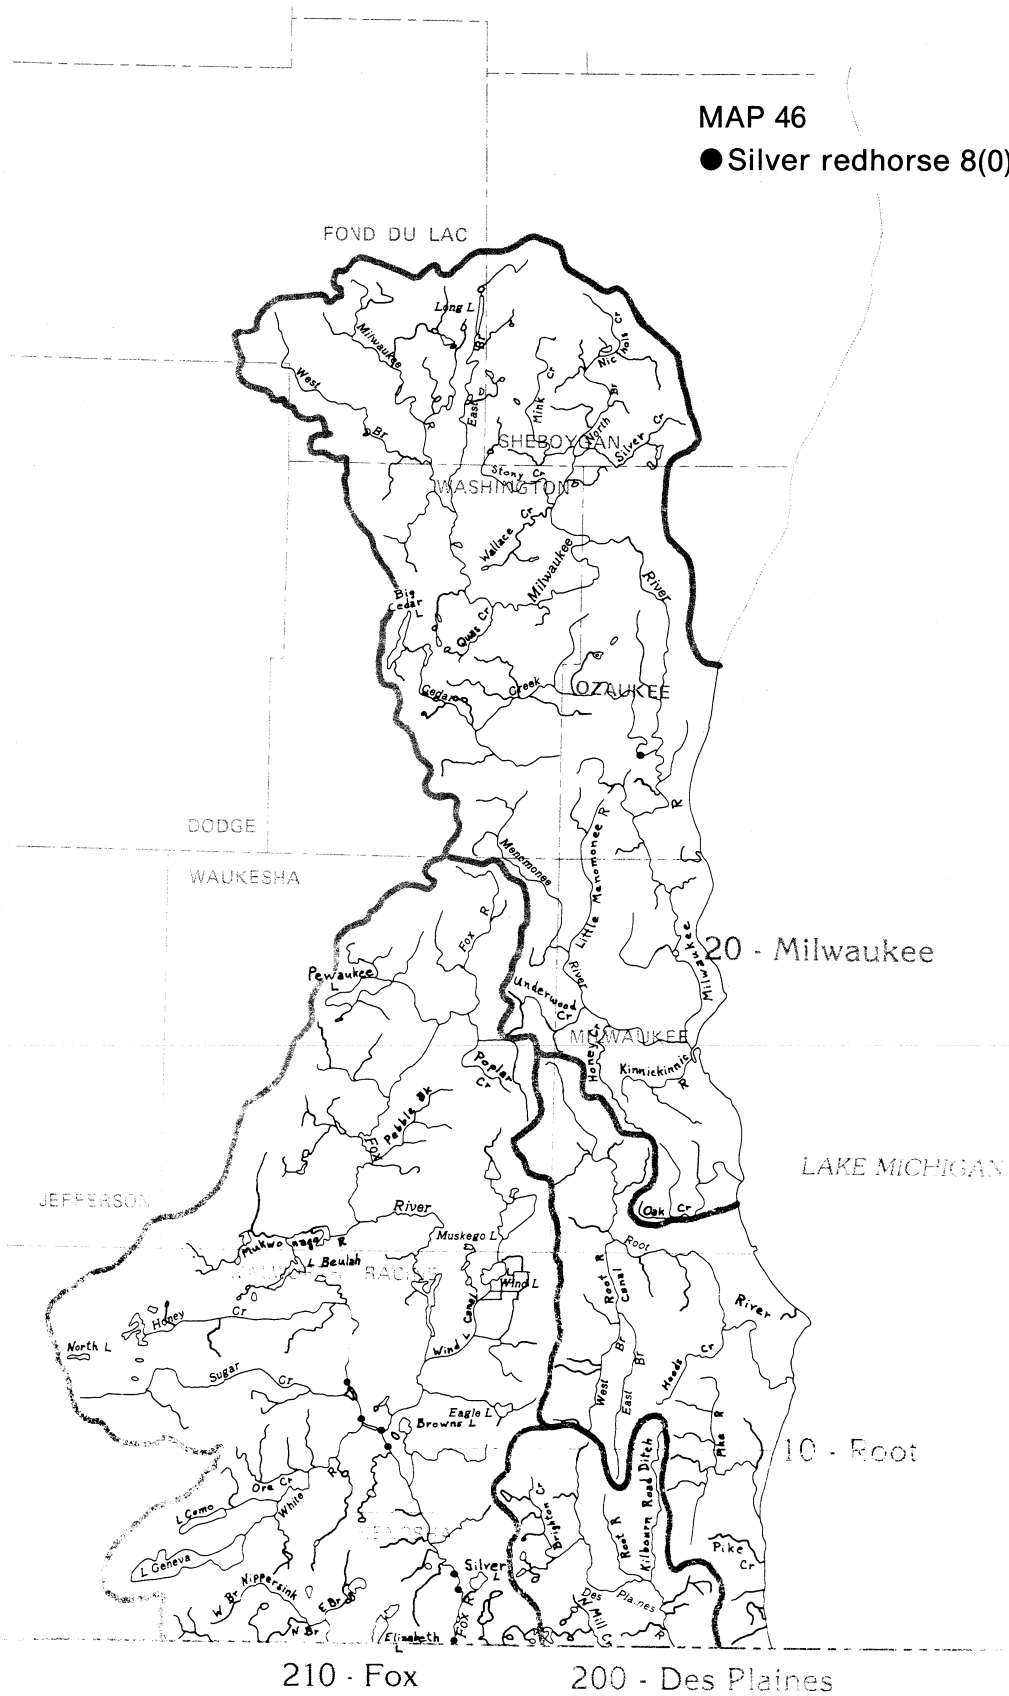 MAP 46
Silver redhorse 8(0)
FOND DU LAC
Long L
Milwaukee
R
East
Br
West
Br
Mink
Cr
Nichols Cr
North
Br
Silver
Cr
SHEBOYGAN
Stony Cr
WASHINGTON
Wallace
Cr
Milwaukee
River
Big
Cedar
L
Quas Cr
Cedar
Creek
OZAUKEE
R
DODGE
WAUKESHA
Menomonee
Little Menomonee R
River
Fox
R
20 - Milwaukee
Milwaukee
Pewaukee
L
Underwood
Cr
MILWAUKEE
Honey Cr
Kinnickinnic
R
Poplar
Cr
Pebble Bk
Fox
LAKE MICHIGAN
JEFFERSON
River
Oak Cr
Muskego L
Root
Mukwonago R
L Beulah
RACINE
Wind L
Root R
Canal
River
Honey
Cr
North L
Wind L Canal
Sugar
Cr
West
Br
East
Br
Hoods
Cr
Eagle L
Browns L
Pike R
10 - Root
Ore Cr
R
White
L Como
Brighton
Cr
Root R
Kilbourn Road Ditch
KENOSHA
Pike
Cr
L Geneva
Silver
L
W Br Nippersink
E Br
N Br
Fox R
Des Plaines
R
N Mill
Elizabeth
L
210 - Fox
200 - Des Plaines